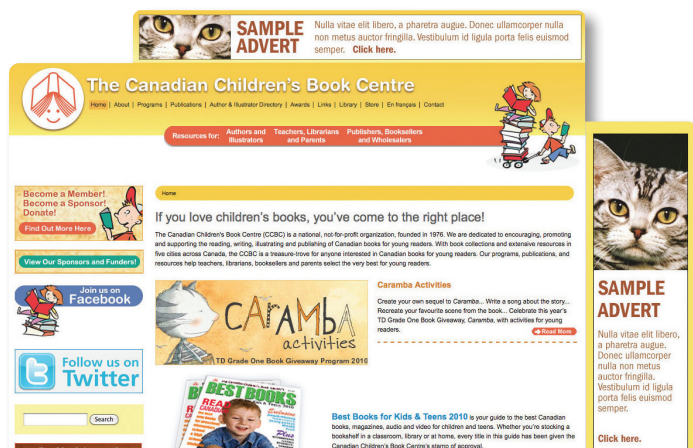 SAMPLE
ADVERT
Nulla vitae elit libero, a pharetra augue. Donec ullamcorper nulla
non metus auctor fringilla. Vestibulum id ligula porta felis euismod
semper. Click here.
The Canadian Children's Book Centre
Home | About | Programs | Publications | Author & Illustrator Directory | Awards | Links | Library | Store | En français | Contact
Resources for:
Authors and
Illustrators
Teachers, Librarians
and Parents
Publishers, Booksellers
and Wholesalers
Become a Member!
Become a Sponsor!
Donate!
Find Out More Here
View Our Sponsors and Funders!
Join us on
Facebook
Follow us on
Twitter
Search
Home
If you love children's books, you've come to the right place!
The Canadian Children's Book Centre (CCBC) is a national, not-for-profit organization, founded in 1976. We are dedicated to encouraging, promoting
and supporting the reading, writing, illustrating and publishing of Canadian books for young readers. With book collections and extensive resources in
five cities across Canada, the CCBC is a treasure-trove for anyone interested in Canadian books for young readers. Our programs, publications, and
resources help teachers, librarians, booksellers and parents select the very best for young readers.
CARAMBA
activities
TD Grade One Book Giveaway Program 2010
Caramba Activities
Create your own sequel to Caramba... Write a song about the story...
Recreate your favourite scene from the book... Celebrate this year's
TD Grade One Book Giveaway, Caramba, with activities for young
readers.
Read More
BEST BOOKS
Best Books for Kids & Teens 2010 is your guide to the best Canadian
books, magazines, audio and video for children and teens. Whether you're stocking a
bookshelf in a classroom, library or at home, every title in this guide has been given the
Canadian Children's Book Centre's stamp of approval.
SAMPLE
ADVERT
Nulla vitae elit libero,
a pharetra augue.
Donec ullamcorper
nulla non metus
auctor fringilla.
Vestibulum id ligula
porta felis euismod
semper.
Click here.